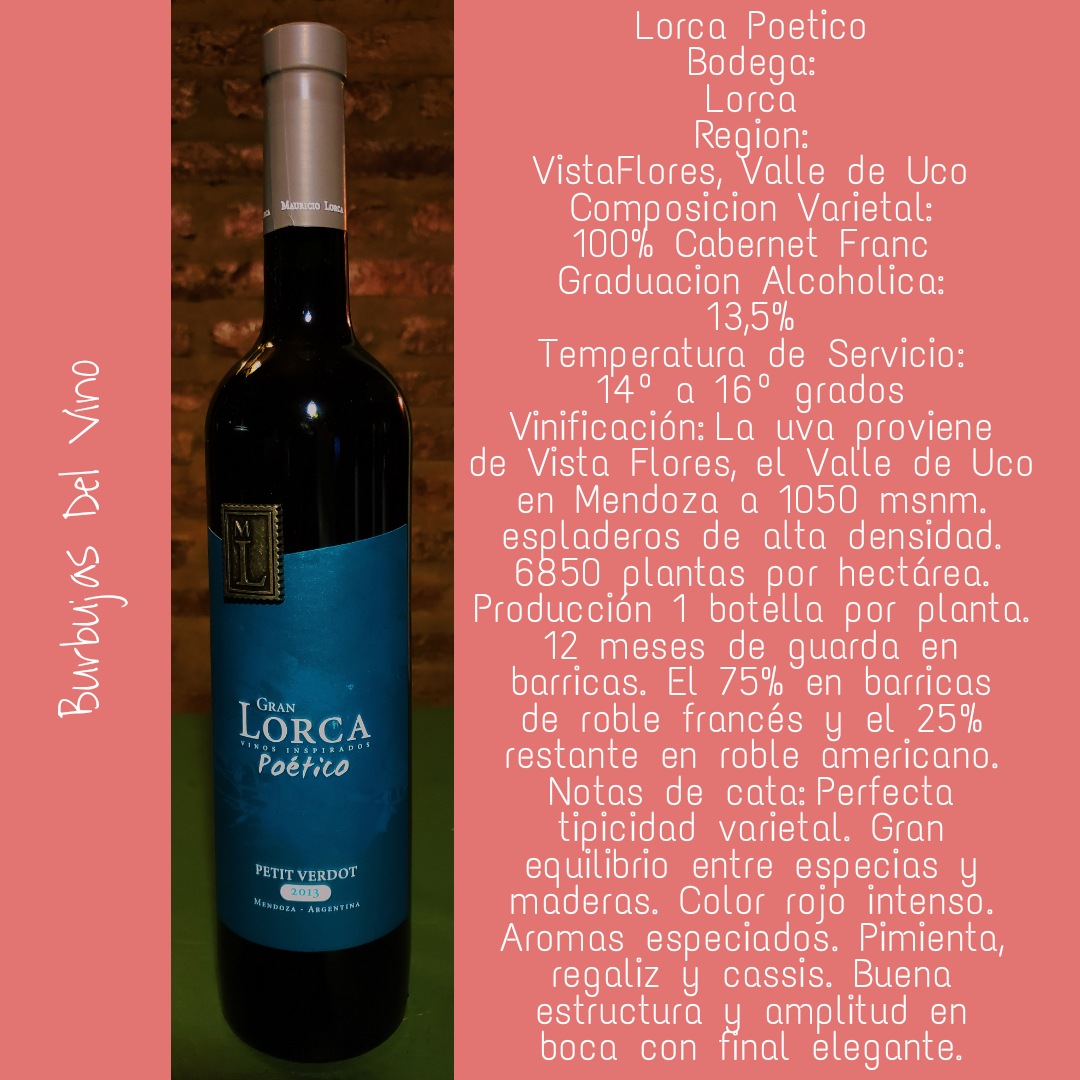 Burbujas Del Vino
MAURICIO LORCA
M
L
GRAN
LORCA
VINOS INSPIRADOS
Poético
PETIT VERDOT
2013
MENDOZA - ARGENTINA
Lorca Poetico
Bodega:
Lorca
Region:
VistaFlores, Valle de Uco
Composicion Varietal:
100% Cabernet Franc
Graduacion Alcoholica:
13,5%
Temperatura de Servicio:
14° a 16° grados
Vinificación: La uva proviene
de Vista Flores, el Valle de Uco
en Mendoza a 1050 msnm.
espladeros de alta densidad.
6850 plantas por hectárea.
Producción 1 botella por planta.
12 meses de guarda en
barricas. El 75% en barricas
de roble francés y el 25%
restante en roble americano.
Notas de cata: Perfecta
tipicidad varietal. Gran
equilibrio entre especias y
maderas. Color rojo intenso.
Aromas especiados. Pimienta,
regaliz y cassis. Buena
estructura y amplitud en
boca con final elegante.